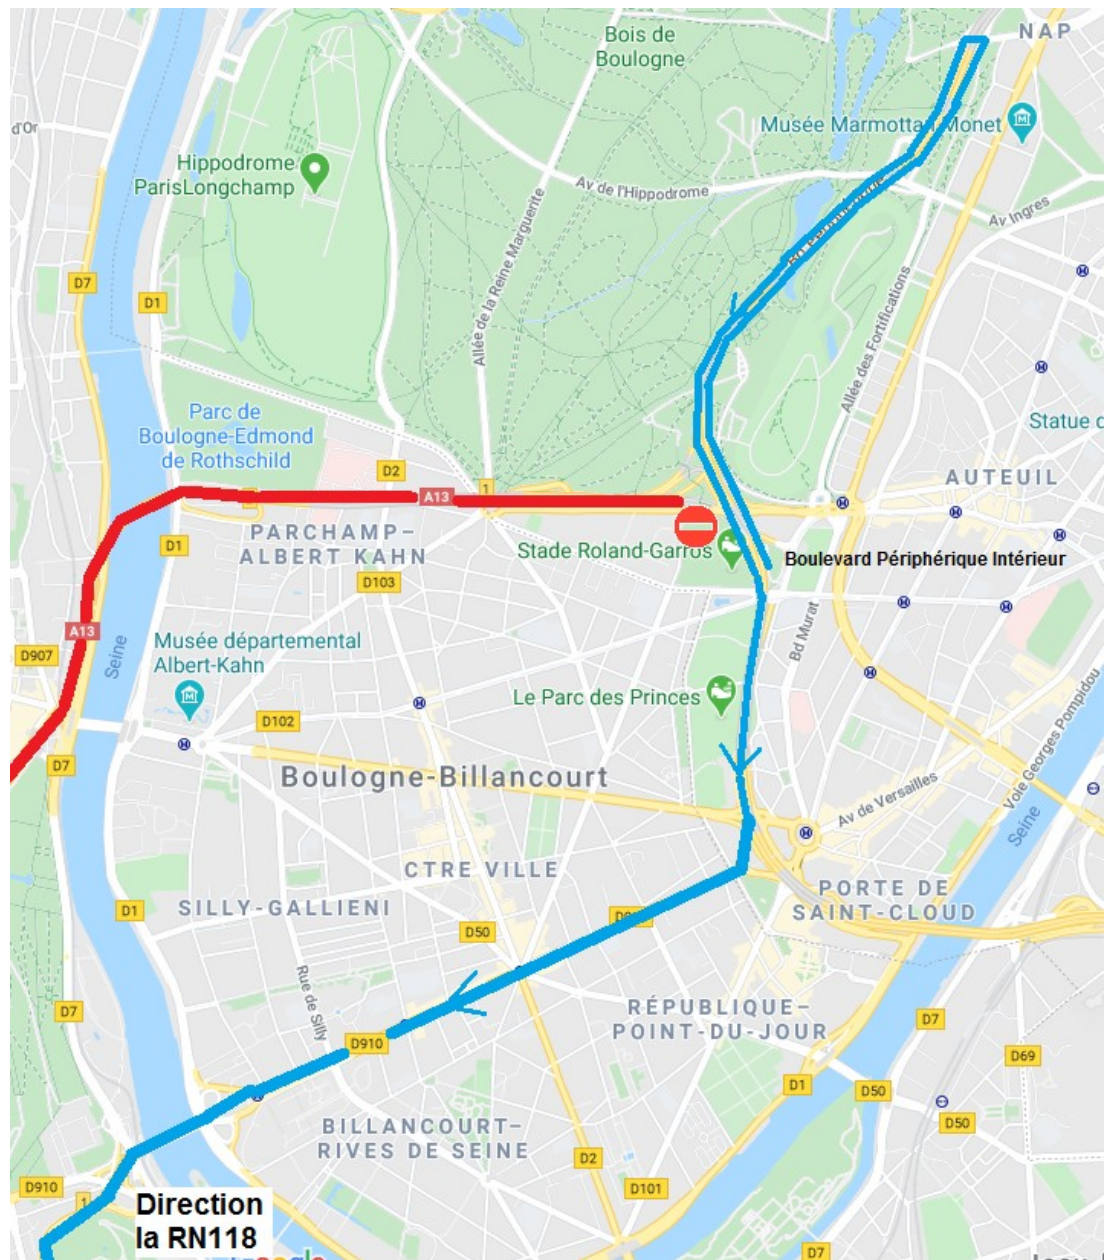 NAP
Bois de
Boulogne
d'Or
Musée Marmottan Monet
Hippodrome
ParisLongchamp
Av de l'Hippodrome
Av Ingres
Allée de la Reine Marguerite
D7
D1
Allée des Fortifications
Parc de
Boulogne-Edmond
de Rothschild
Statue d
D2
A13
1
AUTEUIL
PARCHAMP-
ALBERT KAHN
D1
Stade Roland-Garros
Boulevard Périphérique Intérieur
D103
A13
Seine
Bd Murat
D907
Musée départemental
Albert-Kahn
Le Parc des Princes
D102
Voie Georges Pompidou
D7
Boulogne-Billancourt
Av de Versailles
Seine
CTRE VILLE
PORTE DE
SAINT-CLOUD
D1
SILLY-GALLIENI
D50
Rue de Silly
RÉPUBLIQUE-
POINT-DU-JOUR
D7
D7
D910
D69
D1
D50
D50
BILLANCOURT-
RIVES DE SEINE
D2
D910
1
D101
Direction
la RN118
D7